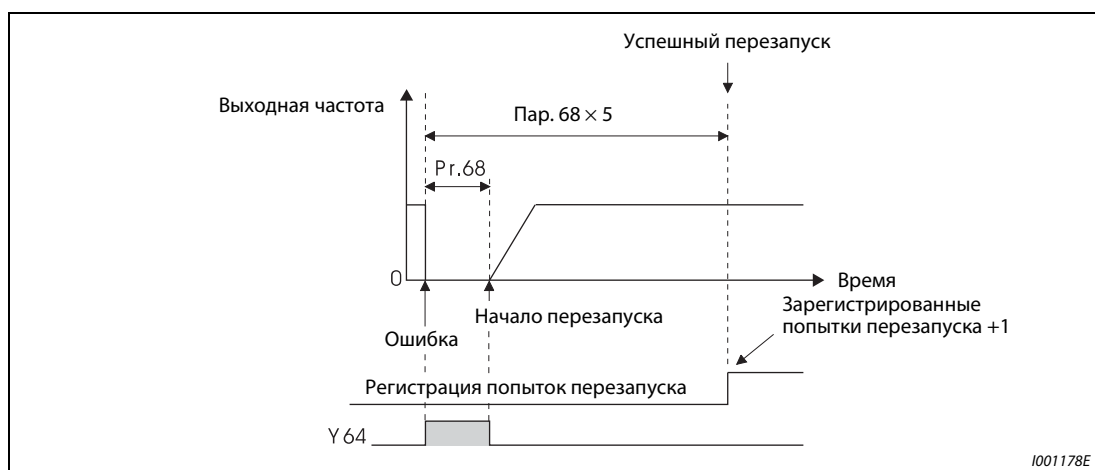 Успешный перезапуск
Выходная частота
Пар. 68 × 5
Pr.68
0
Время
Начало перезапуска
Зарегистрированные
попытки перезапуска +1
Ошибка
Регистрация попыток перезапуска
Y64
I001178E